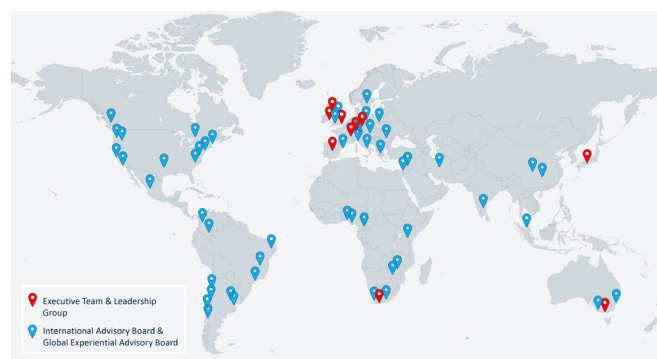 Executive Team & Leadership
Group
International Advisory Board &
Global Experiential Advisory Board